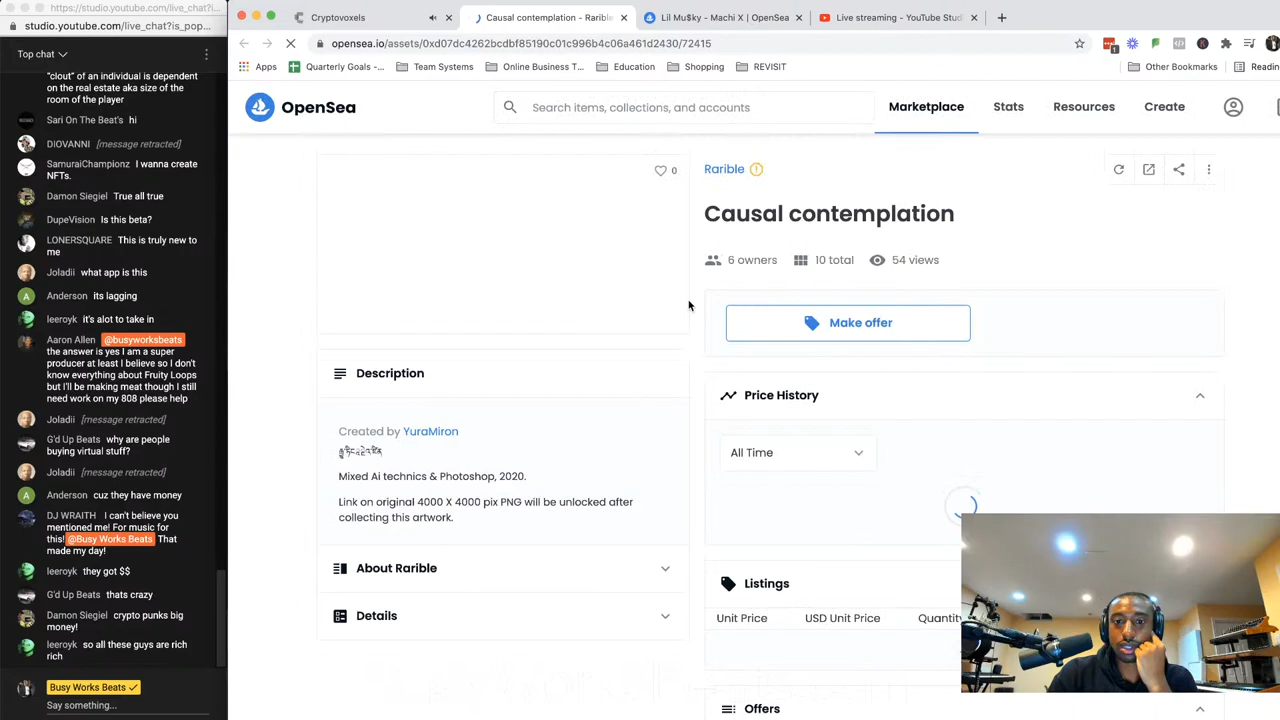 https://studio.youtube.com/live_chat?i...
studio.youtube.com/live_chat?is_pop...
Top chat
"clout" of an individual is dependent
on the real estate aka size of the
room of the player
Sari On The Beat's hi
DIOVANNI [message retracted]
SamuraiChampionz I wanna create
NFTs.
Damon Siegiel True all true
DupeVision Is this beta?
LONERSQUARE This is truly new to
me
Joladii what app is this
Anderson its lagging
leeroyk it's alot to take in
Aaron Allen @busyworksbeats
the answer is yes I am a super
producer at least I believe so I don't
know everything about Fruity Loops
but I'll be making meat though I still
need work on my 808 please help
Joladii [message retracted]
G'd Up Beats why are people
buying virtual stuff?
Joladii [message retracted]
Anderson cuz they have money
DJ WRAITH I can't believe you
mentioned me! For music for
this! @Busy Works Beats That
made my day!
leeroyk they got $$
G'd Up Beats thats crazy
Damon Siegiel crypto punks big
money!
leeroyk so all these guys are rich
rich
Busy Works Beats
Say something...
Cryptovoxels
Causal contemplation - Rarible
Lil Mu$ky - Machi X | OpenSea
Live streaming - YouTube Stud
opensea.io/assets/0xd07dc4262bcdbf85190c01c996b4c06a461d2430/72415
Apps
Quarterly Goals -...
Team Systems
Online Business T...
Education
Shopping
REVISIT
Other Bookmarks
Readin
OpenSea
Search items, collections, and accounts
Marketplace
Stats
Resources
Create
0
Rarible
Causal contemplation
6 owners
10 total
54 views
Make offer
Description
Created by YuraMiron
Mixed Ai technics & Photoshop, 2020.
Link on original 4000 X 4000 pix PNG will be unlocked after
collecting this artwork.
About Rarible
Details
Price History
All Time
Listings
Unit Price
USD Unit Price
Quantity
Offers